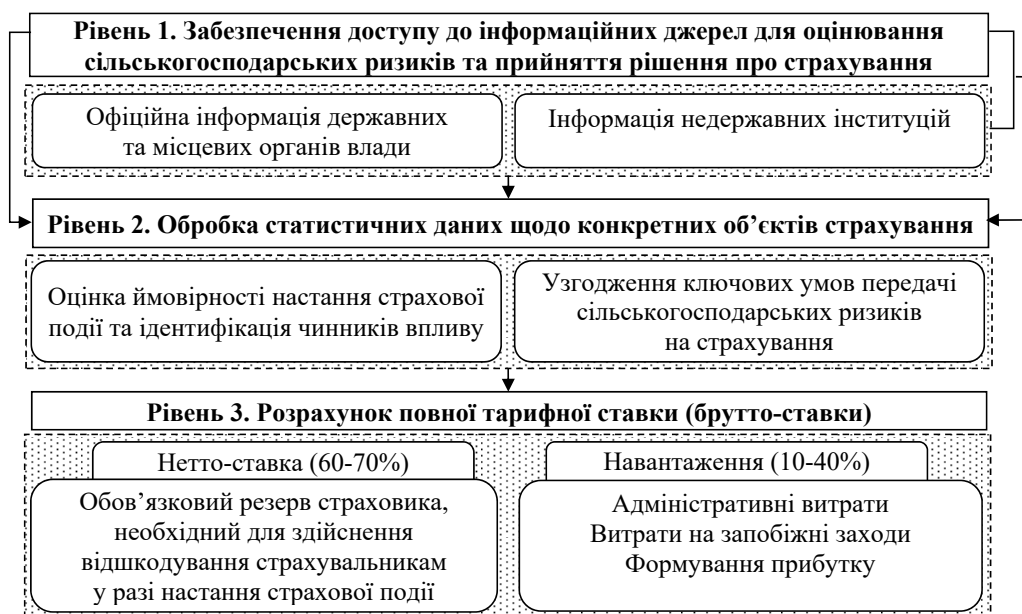 Рівень 1. Забезпечення доступу до інформаційних джерел для оцінювання
сільськогосподарських ризиків та прийняття рішення про страхування
Офіційна інформація державних
та місцевих органів влади
Інформація недержавних інституцій
Рівень 2. Обробка статистичних даних щодо конкретних об’єктів страхування
Оцінка ймовірності настання страхової
події та ідентифікація чинників впливу
Узгодження ключових умов передачі
сільськогосподарських ризиків
на страхування
Рівень 3. Розрахунок повної тарифної ставки (брутто-ставки)
Нетто-ставка (60-70%)
Обов’язковий резерв страховика,
необхідний для здійснення
відшкодування страхувальникам
у разі настання страхової події
Навантаження (10-40%)
Адміністративні витрати
Витрати на запобіжні заходи
Формування прибутку